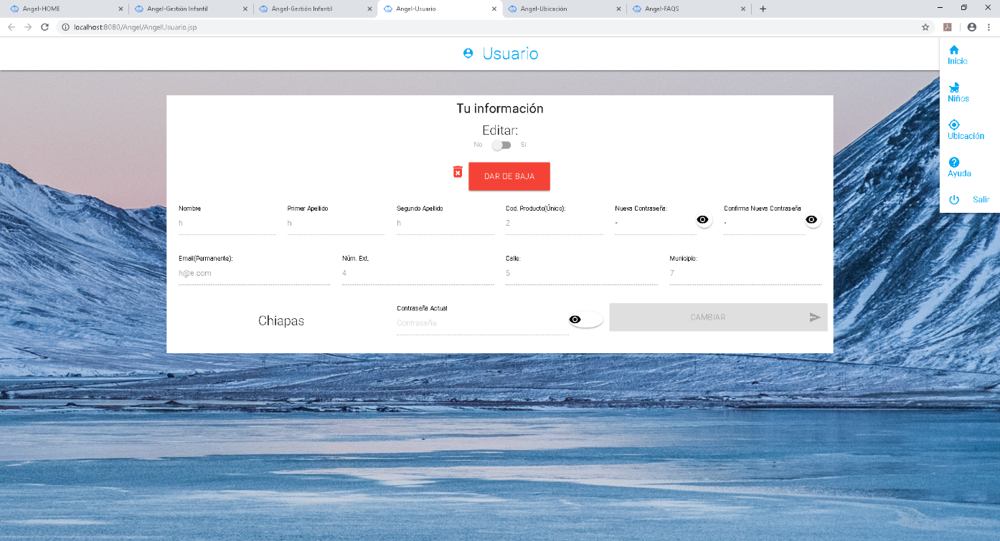 Angel-HOME
Angel-Gestión Infantil
Angel-Gestión Infantil
Angel-Usuario
Angel-Ubicación
Angel-FAQS
localhost:8080/Angel/AngelUsuario.jsp
Usuario
Inicio
Niños
Ubicación
Ayuda
Salir
Tu información
Editar:
No Sí
DAR DE BAJA
Nombre Primer Apellido Segundo Apellido Cod. Producto(Único): Nueva Contraseña: Confirma Nueva Contraseña
h h h 2 - -
Email(Permanente): Núm. Ext. Calle: Municipio:
h@e.com 4 5 7
Contraseña Actual
Chiapas Contraseña CAMBIAR